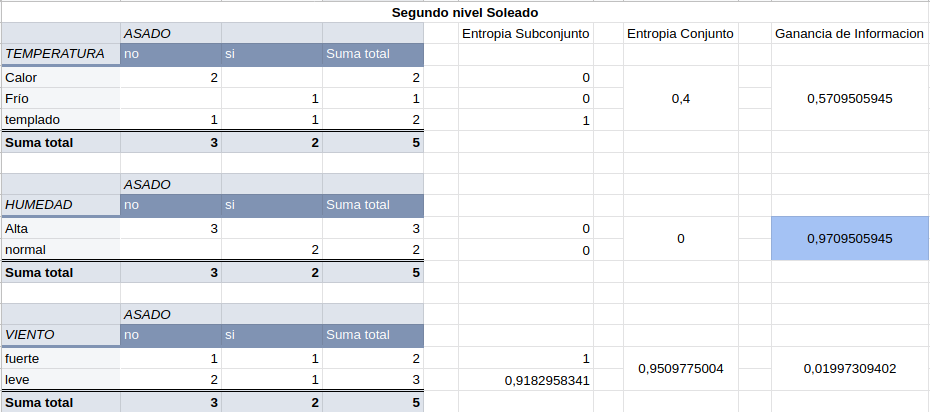 Segundo nivel Soleado
ASADO Entropia Subconjunto Entropia Conjunto Ganancia de Informacion
TEMPERATURA no si Suma total
Calor 2 2 0
Frío 1 1 0 0,4 0,5709505945
templado 1 1 2 1
Suma total 3 2 5
ASADO
HUMEDAD no si Suma total
Alta 3 3 0
0 0,9709505945
normal 2 2 0
Suma total 3 2 5
ASADO
VIENTO no si Suma total
fuerte 1 1 2 1
0,9509775004 0,01997309402
leve 2 1 3 0,9182958341
Suma total 3 2 5